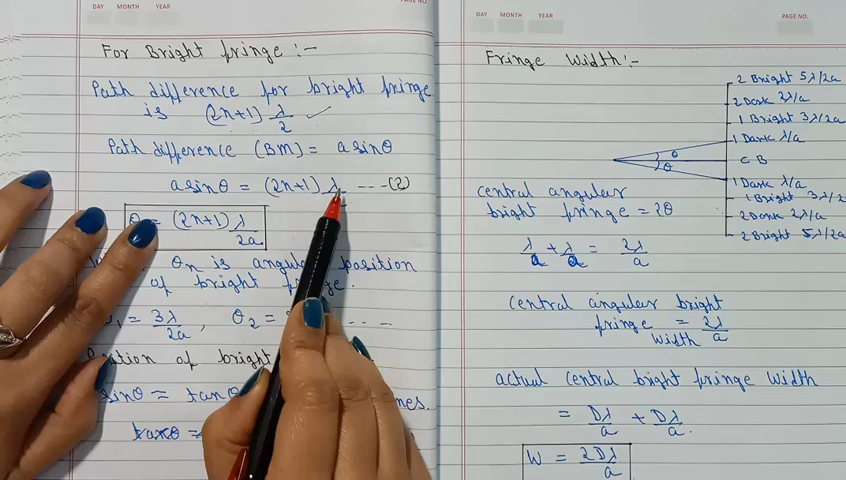 DAY MONTH YEAR
PAGE NO.
For Bright fringe :-
Path difference for bright fringe
is (2n+1) λ/2 ✓
Path difference (BM) = a sinθ
a sinθ = (2n+1) λ --- (2)
= (2n+1) λ/2a
θn is angular position
of bright fringe.
= 3λ/2a , θ2 = ...
of bright
sinθ ≈ tanθ
tanθ =
DAY MONTH YEAR
PAGE NO.
Fringe Width :-
2 Bright 5λ/2a
2 Dark 2λ/a
1 Bright 3λ/2a
1 Dark λ/a
θ
C B
θ
1 Dark λ/a
1 Bright 3λ/2
2 Dark 2λ/a
2 Bright 5λ/2a
central angular
bright fringe = 2θ
λ/a + λ/a = 2λ/a
Central angular bright
fringe width = 2λ/a
actual central bright fringe width
= Dλ/a + Dλ/a.
W = 2Dλ/a